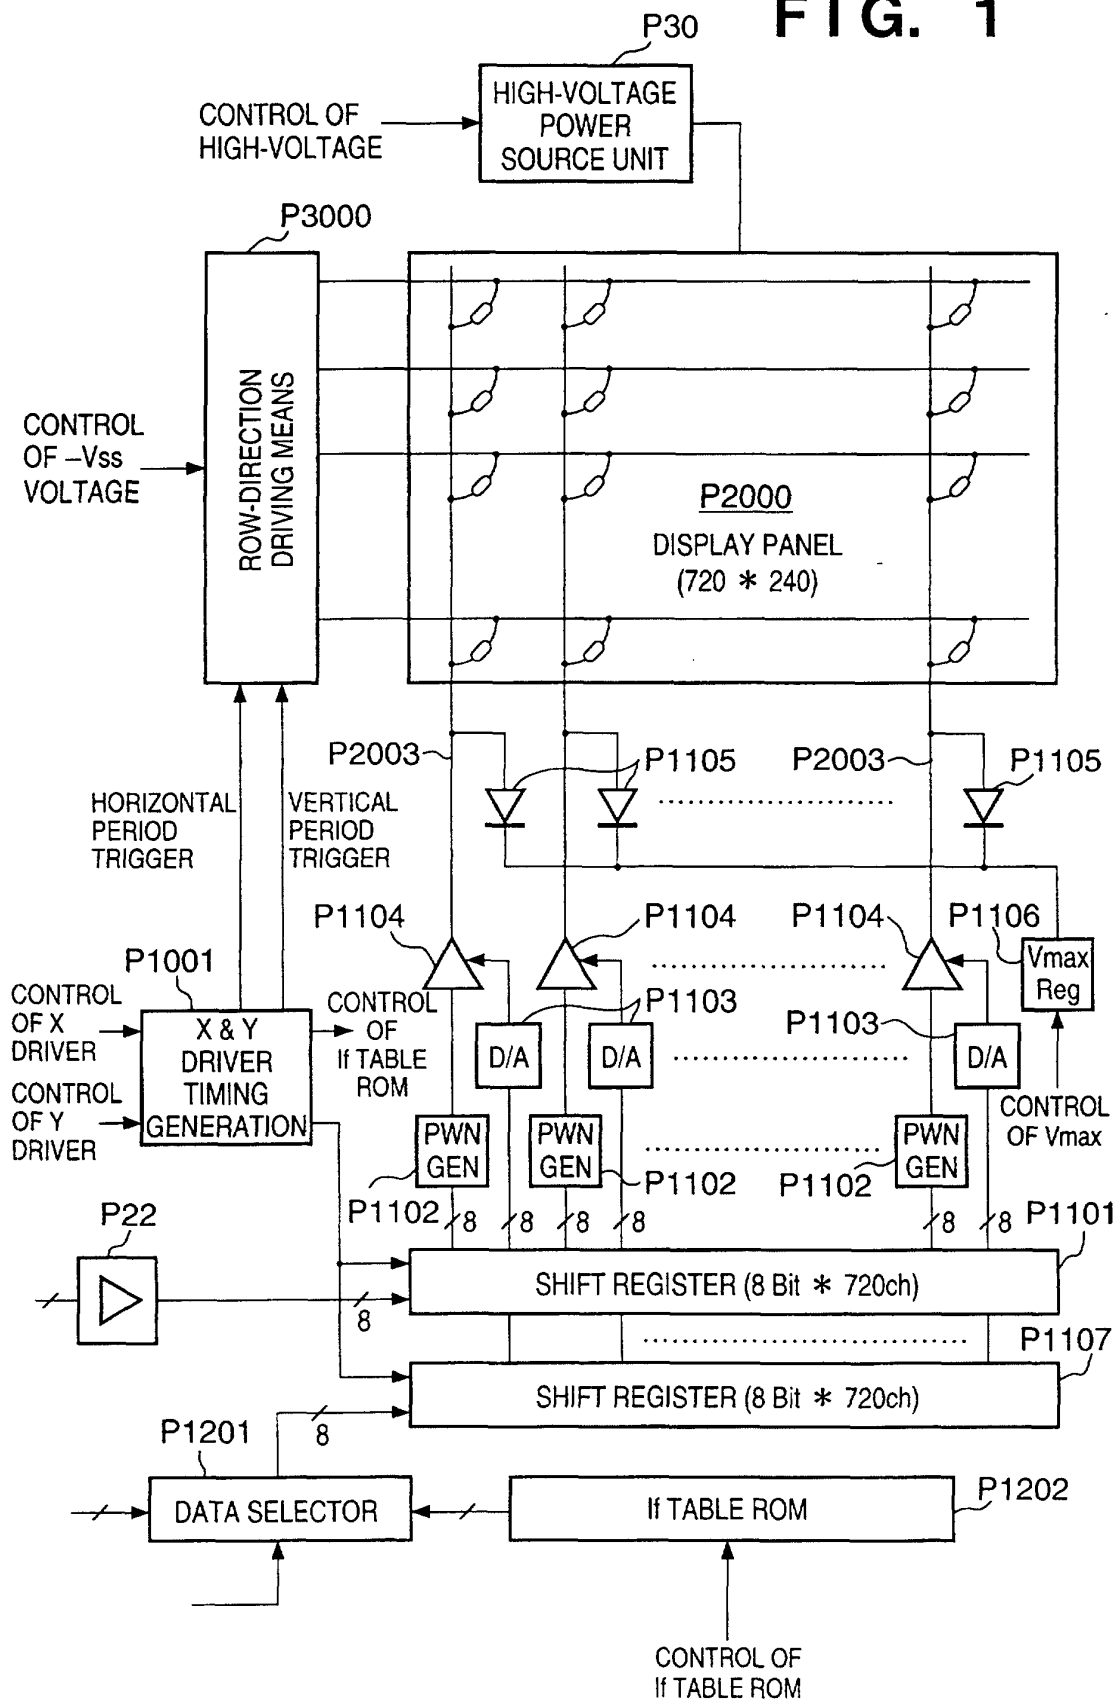 FIG. 1
P30
HIGH-VOLTAGE
POWER
SOURCE UNIT
CONTROL OF
HIGH-VOLTAGE
P3000
ROW-DIRECTION
DRIVING MEANS
CONTROL
OF –Vss
VOLTAGE
P2000
DISPLAY PANEL
(720 * 240)
P2003
P1105
P2003
P1105
HORIZONTAL
PERIOD
TRIGGER
VERTICAL
PERIOD
TRIGGER
P1104
P1104
P1104
P1106
Vmax
Reg
P1001
CONTROL
OF X
DRIVER
X & Y
DRIVER
TIMING
GENERATION
CONTROL
OF
If TABLE
ROM
P1103
P1103
D/A
D/A
D/A
CONTROL
OF Y
DRIVER
CONTROL
OF Vmax
PWN
GEN
PWN
GEN
PWN
GEN
P1102
P1102
P1102
8
8
8
8
8
8
P1101
P22
SHIFT REGISTER (8 Bit * 720ch)
8
P1107
SHIFT REGISTER (8 Bit * 720ch)
8
P1201
DATA SELECTOR
If TABLE ROM
P1202
CONTROL OF
If TABLE ROM